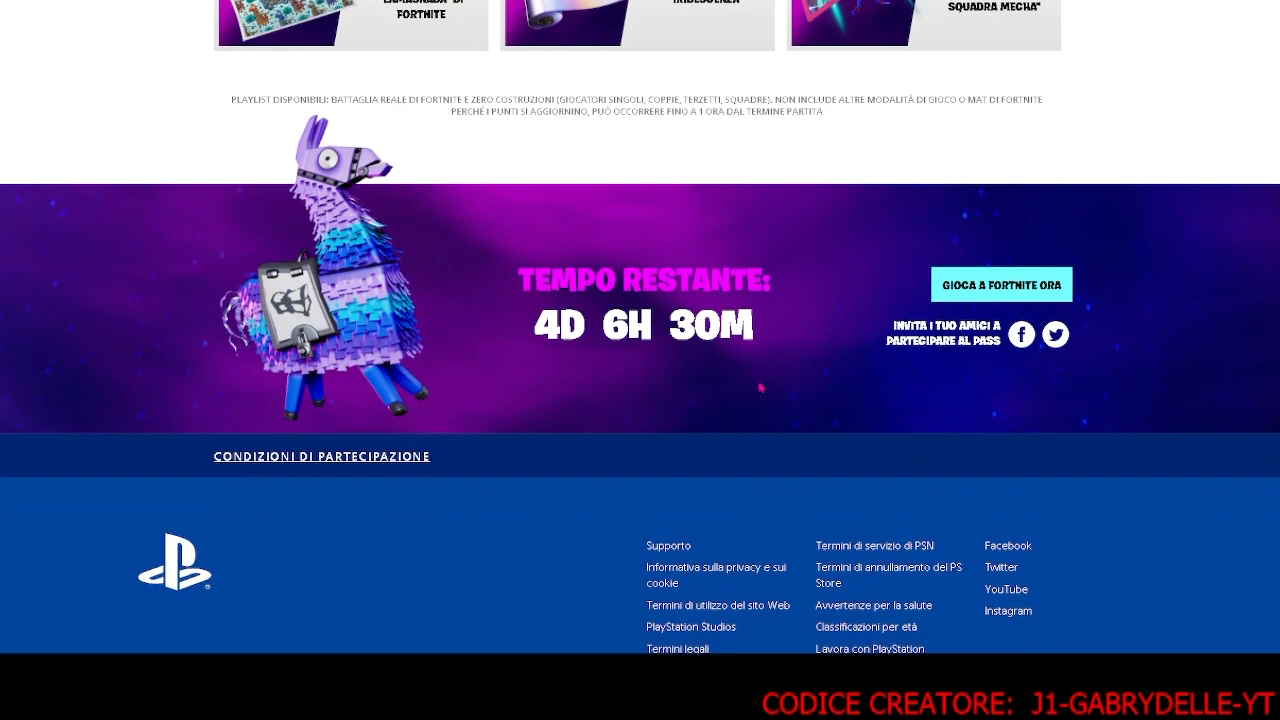 FORTNITE
SQUADRA MECHA"
PLAYLIST DISPONIBILI: BATTAGLIA REALE DI FORTNITE E ZERO COSTRUZIONI (GIOCATORI SINGOLI, COPPIE, TERZETTI, SQUADRE). NON INCLUDE ALTRE MODALITÀ DI GIOCO O MAT DI FORTNITE
PERCHÉ I PUNTI SI AGGIORNINO, PUÒ OCCORRERE FINO A 1 ORA DAL TERMINE PARTITA
TEMPO RESTANTE:
4D 6H 30M
GIOCA A FORTNITE ORA
INVITA I TUO AMICI A
PARTECIPARE AL PASS
CONDIZIONI DI PARTECIPAZIONE
Supporto
Informativa sulla privacy e sui
cookie
Termini di utilizzo del sito Web
PlayStation Studios
Termini legali
Termini di servizio di PSN
Termini di annullamento del PS
Store
Avvertenze per la salute
Classificazioni per età
Lavora con PlayStation
Facebook
Twitter
YouTube
Instagram
CODICE CREATORE: J1-GABRYDELLE-YT